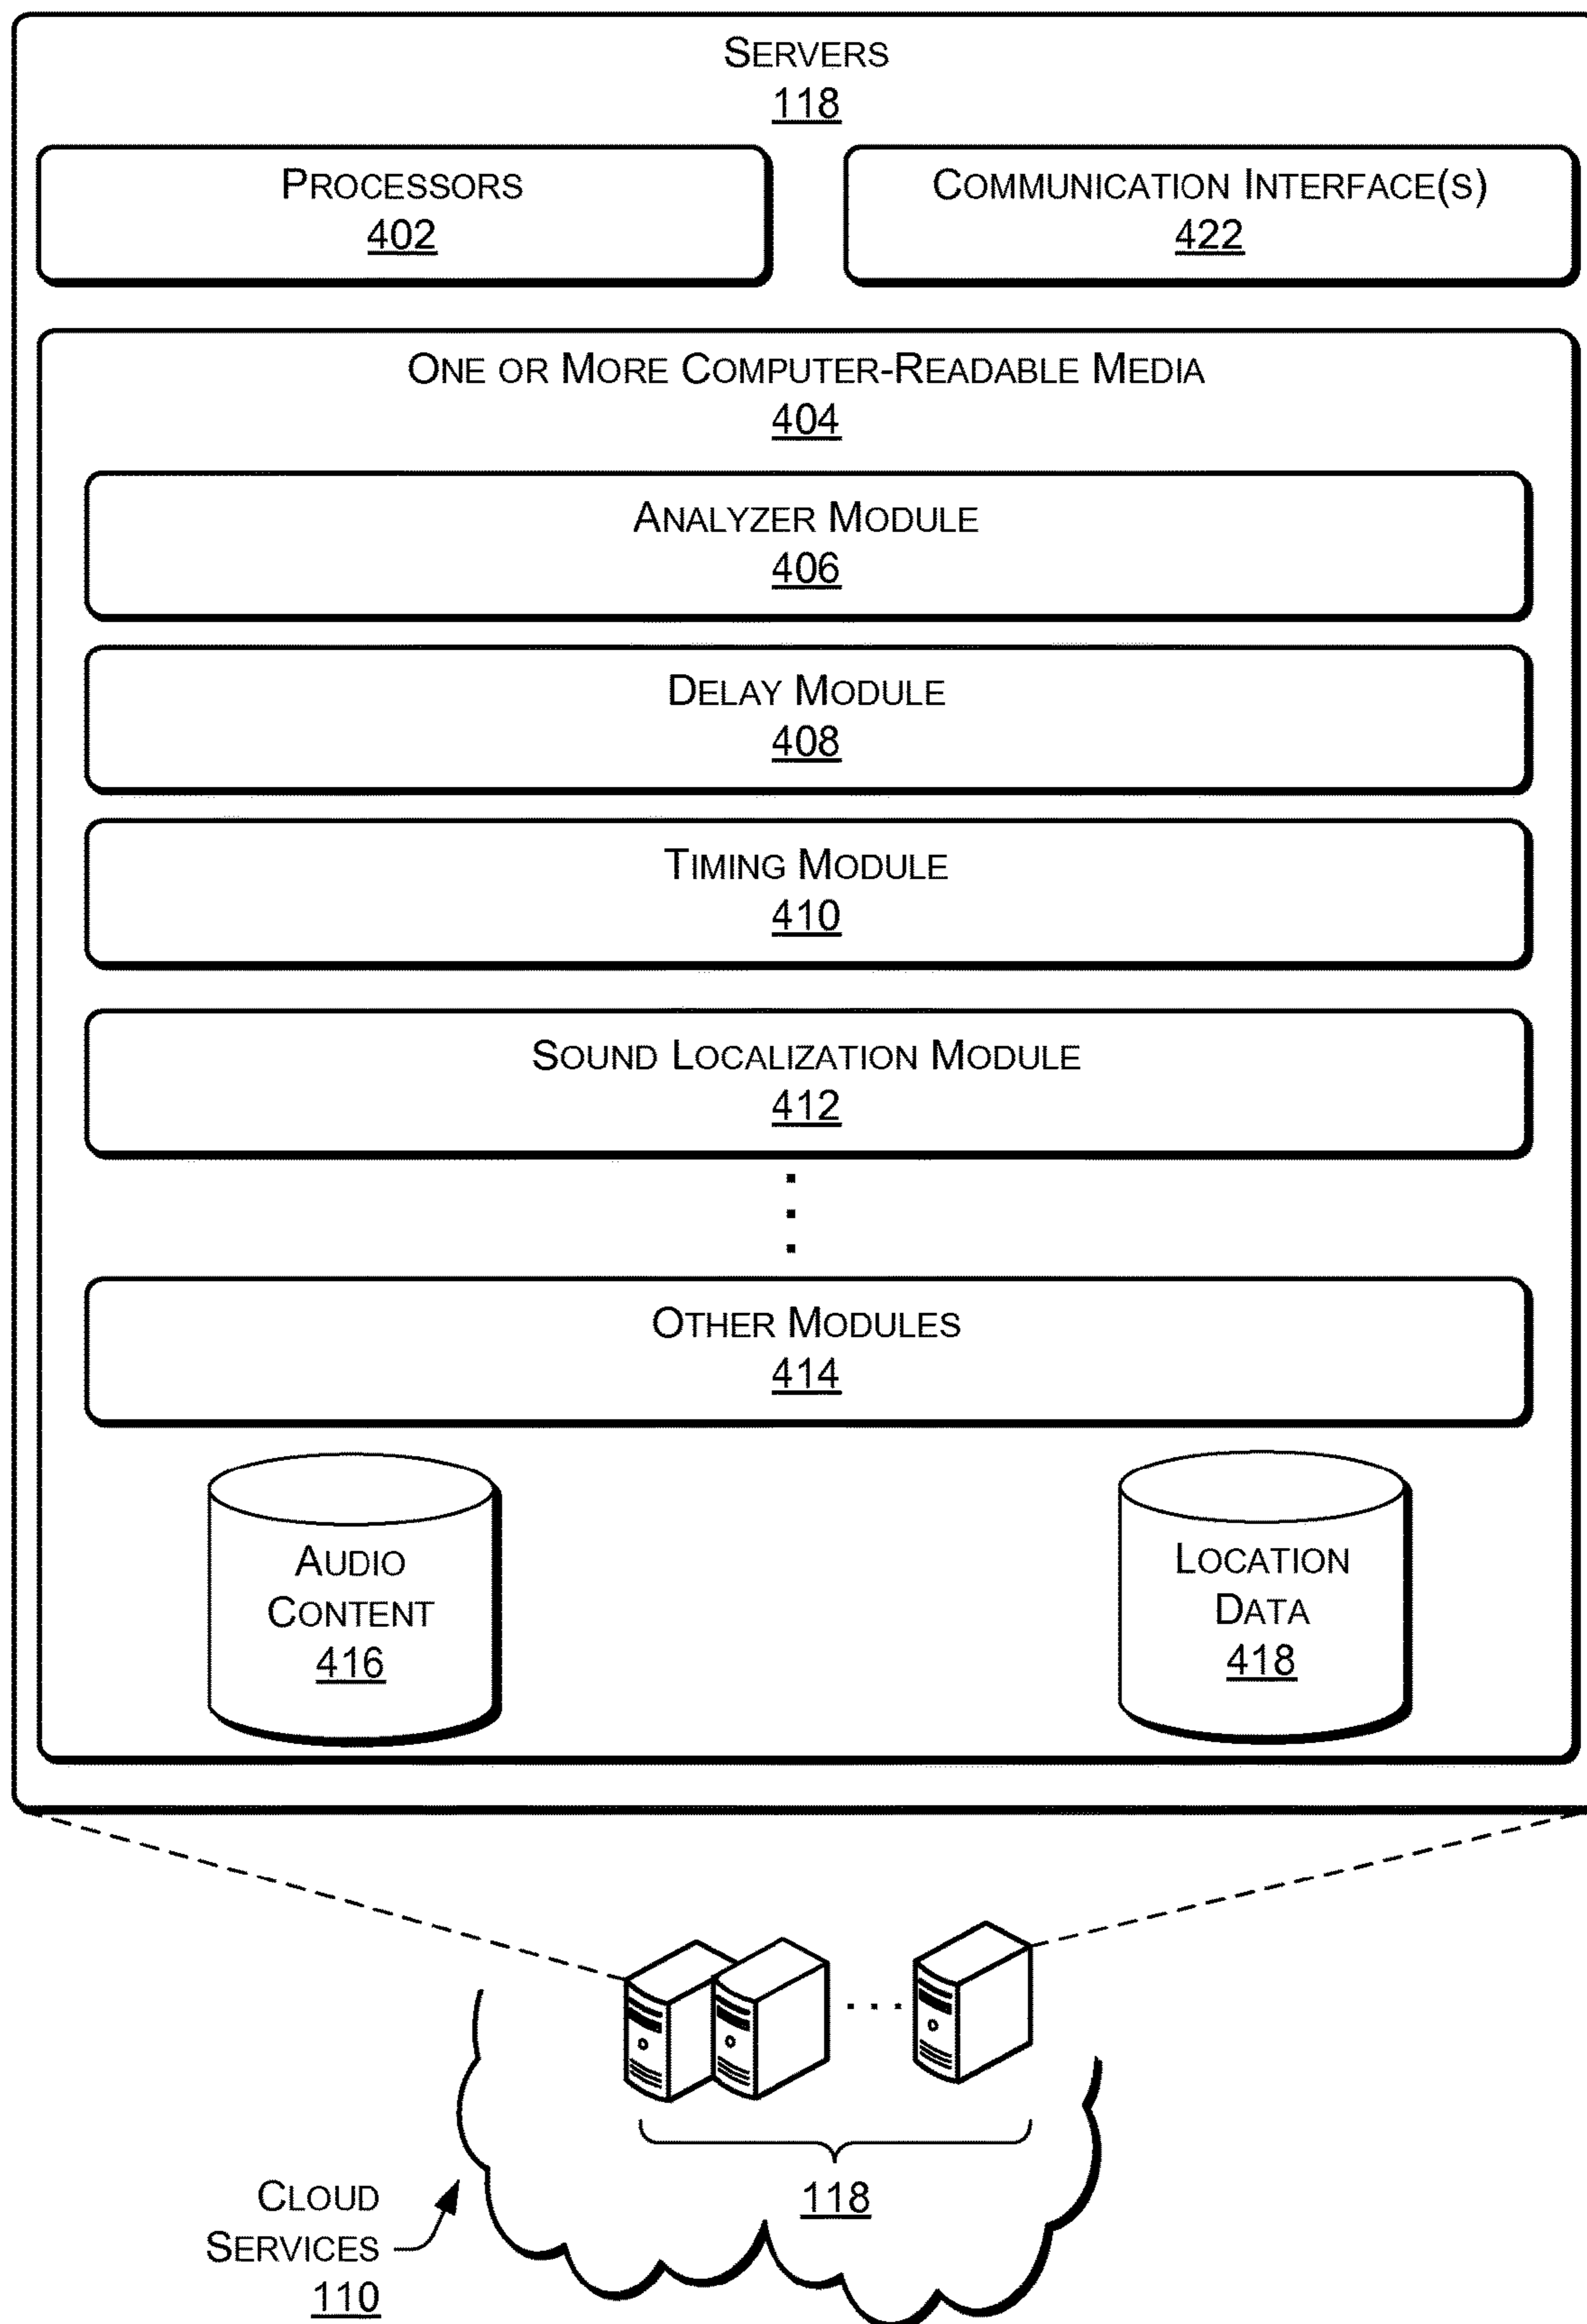 SERVERS
118
PROCESSORS
402
COMMUNICATION INTERFACE(S)
422
ONE OR MORE COMPUTER-READABLE MEDIA
404
ANALYZER MODULE
406
DELAY MODULE
408
TIMING MODULE
410
SOUND LOCALIZATION MODULE
412
OTHER MODULES
414
AUDIO
CONTENT
416
LOCATION
DATA
418
118
CLOUD
SERVICES
110